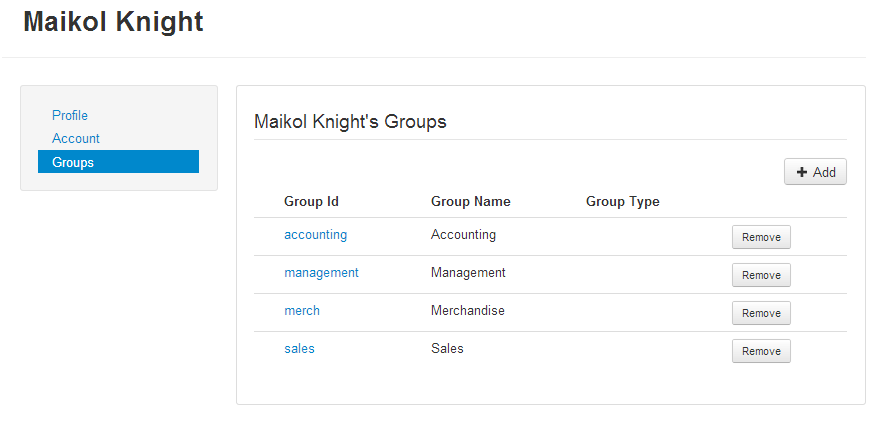 Maikol Knight
Profile
Account
Groups
Maikol Knight's Groups
+ Add
Group Id Group Name Group Type
accounting Accounting Remove
management Management Remove
merch Merchandise Remove
sales Sales Remove